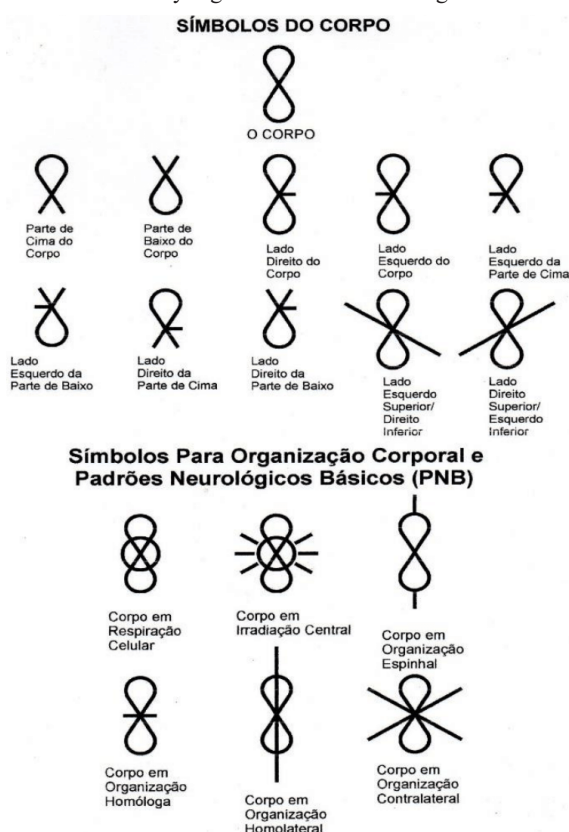 SÍMBOLOS DO CORPO
O CORPO
Parte de
Cima do
Corpo
Parte de
Baixo do
Corpo
Lado
Direito do
Corpo
Lado
Esquerdo do
Corpo
Lado
Esquerdo da
Parte de Cima
Lado
Esquerdo da
Parte de Baixo
Lado
Direito da
Parte de Cima
Lado
Direito da
Parte de Baixo
Lado
Esquerdo
Superior/
Direito
Inferior
Lado
Direito
Superior/
Esquerdo
Inferior
Símbolos Para Organização Corporal e
Padrões Neurológicos Básicos (PNB)
Corpo em
Respiração
Celular
Corpo em
Irradiação Central
Corpo em
Organização
Espinhal
Corpo em
Organização
Homóloga
Corpo em
Organização
Homolateral
Corpo em
Organização
Contralateral